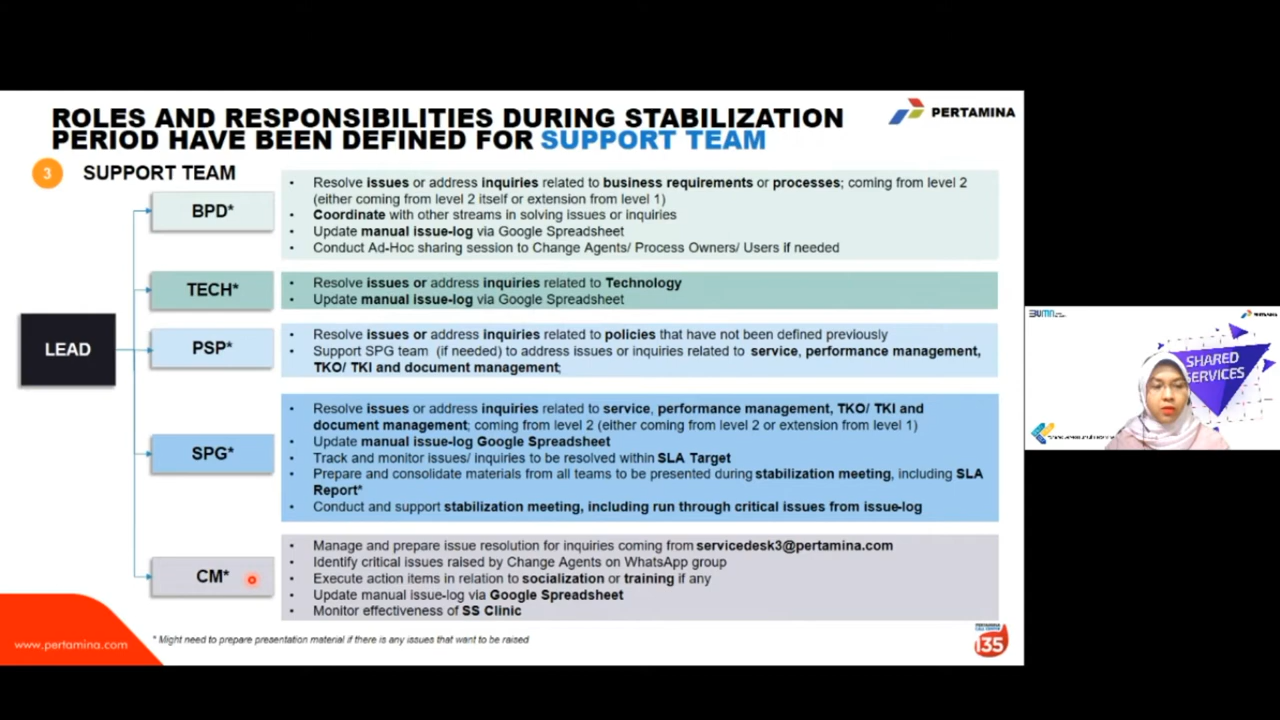 ROLES AND RESPONSIBILITIES DURING STABILIZATION
PERIOD HAVE BEEN DEFINED FOR SUPPORT TEAM
PERTAMINA
3
SUPPORT TEAM
LEAD
BPD*
• Resolve issues or address inquiries related to business requirements or processes; coming from level 2
(either coming from level 2 itself or extension from level 1)
• Coordinate with other streams in solving issues or inquiries
• Update manual issue-log via Google Spreadsheet
• Conduct Ad-Hoc sharing session to Change Agents/ Process Owners/ Users if needed
TECH*
• Resolve issues or address inquiries related to Technology
• Update manual issue-log via Google Spreadsheet
PSP*
• Resolve issues or address inquiries related to policies that have not been defined previously
• Support SPG team (if needed) to address issues or inquiries related to service, performance management,
TKO/ TKI and document management;
SPG*
• Resolve issues or address inquiries related to service, performance management, TKO/ TKI and
document management; coming from level 2 (either coming from level 2 or extension from level 1)
• Update manual issue-log Google Spreadsheet
• Track and monitor issues/ inquiries to be resolved within SLA Target
• Prepare and consolidate materials from all teams to be presented during stabilization meeting, including SLA
Report*
• Conduct and support stabilization meeting, including run through critical issues from issue-log
CM*
• Manage and prepare issue resolution for inquiries coming from servicedesk3@pertamina.com
• Identify critical issues raised by Change Agents on WhatsApp group
• Execute action items in relation to socialization or training if any
• Update manual issue-log via Google Spreadsheet
• Monitor effectiveness of SS Clinic
* Might need to prepare presentation material if there is any issues that want to be raised
www.pertamina.com
135
BUMN
PERTAMINA
SHARED
SERVICES